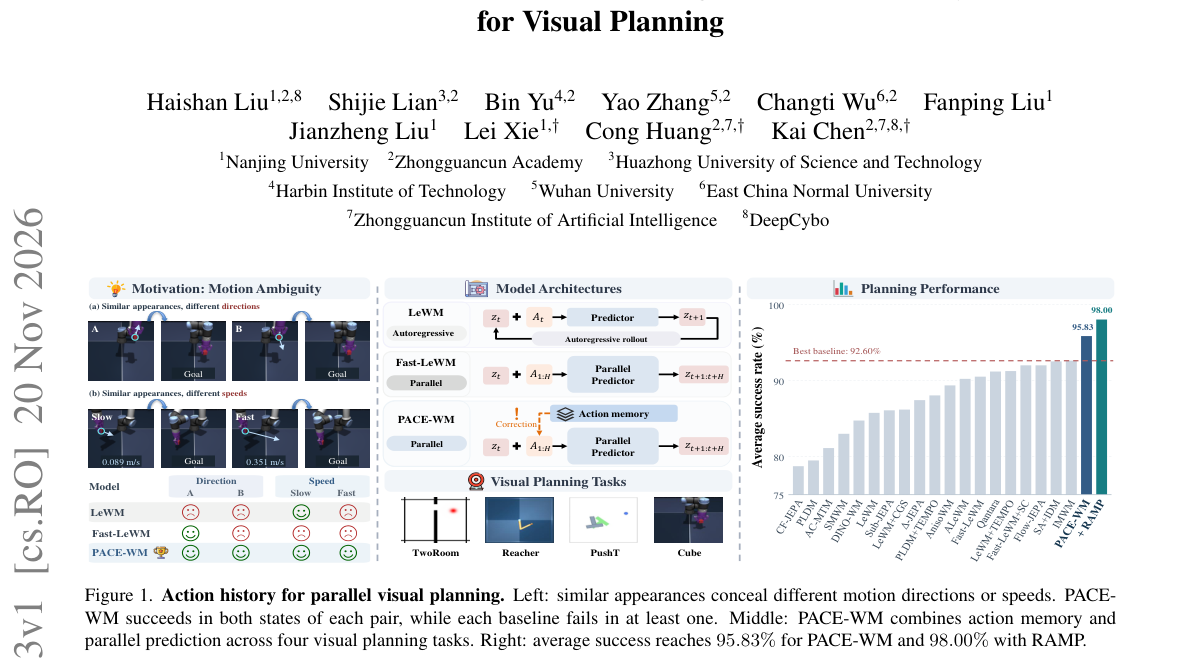 for Visual Planning
Haishan Liu1,2,8 Shijie Lian3,2 Bin Yu4,2 Yao Zhang5,2 Changti Wu6,2 Fanping Liu1
Jianzheng Liu1 Lei Xie1,† Cong Huang2,7,† Kai Chen2,7,8,†
1Nanjing University 2Zhongguancun Academy 3Huazhong University of Science and Technology
4Harbin Institute of Technology 5Wuhan University 6East China Normal University
7Zhongguancun Institute of Artificial Intelligence 8DeepCybo
3v1 [cs.RO] 20 Nov 2026
Motivation: Motion Ambiguity
(a) Similar appearances, different directions
A
Goal
B
Goal
(b) Similar appearances, different speeds
Slow
0.089 m/s
Goal
Fast
0.351 m/s
Goal
Model
Direction
Speed
A B Slow Fast
LeWM
Fast-LeWM
PACE-WM
Model Architectures
LeWM
Autoregressive
zt + At Predictor zt+1
Autoregressive rollout
Fast-LeWM
Parallel
zt + A1:H Parallel Predictor zt+1:t+H
PACE-WM
Parallel
! Action memory
Correction
zt + A1:H Parallel Predictor zt+1:t+H
Visual Planning Tasks
TwoRoom Reacher PushT Cube
Planning Performance
Average success rate (%)
100
90
80
75
Best baseline: 92.60%
95.83
98.00
CF-JEPA
PLDM
AC-MTM
SMWM
DINO-WM
LeWM
Sub-JEPA
LeWM+CGS
Δ-JEPA
PLDM+TEMPO
AttnWM
ALeWM
Fast-LeWM
Qantara
LeWM+TEMPO
Fast-LeWM+SC
Flow-JEPA
SA+IDM
IMWM
PACE-WM
+ RAMP
Figure 1. Action history for parallel visual planning. Left: similar appearances conceal different motion directions or speeds. PACE-
WM succeeds in both states of each pair, while each baseline fails in at least one. Middle: PACE-WM combines action memory and
parallel prediction across four visual planning tasks. Right: average success reaches 95.83% for PACE-WM and 98.00% with RAMP.